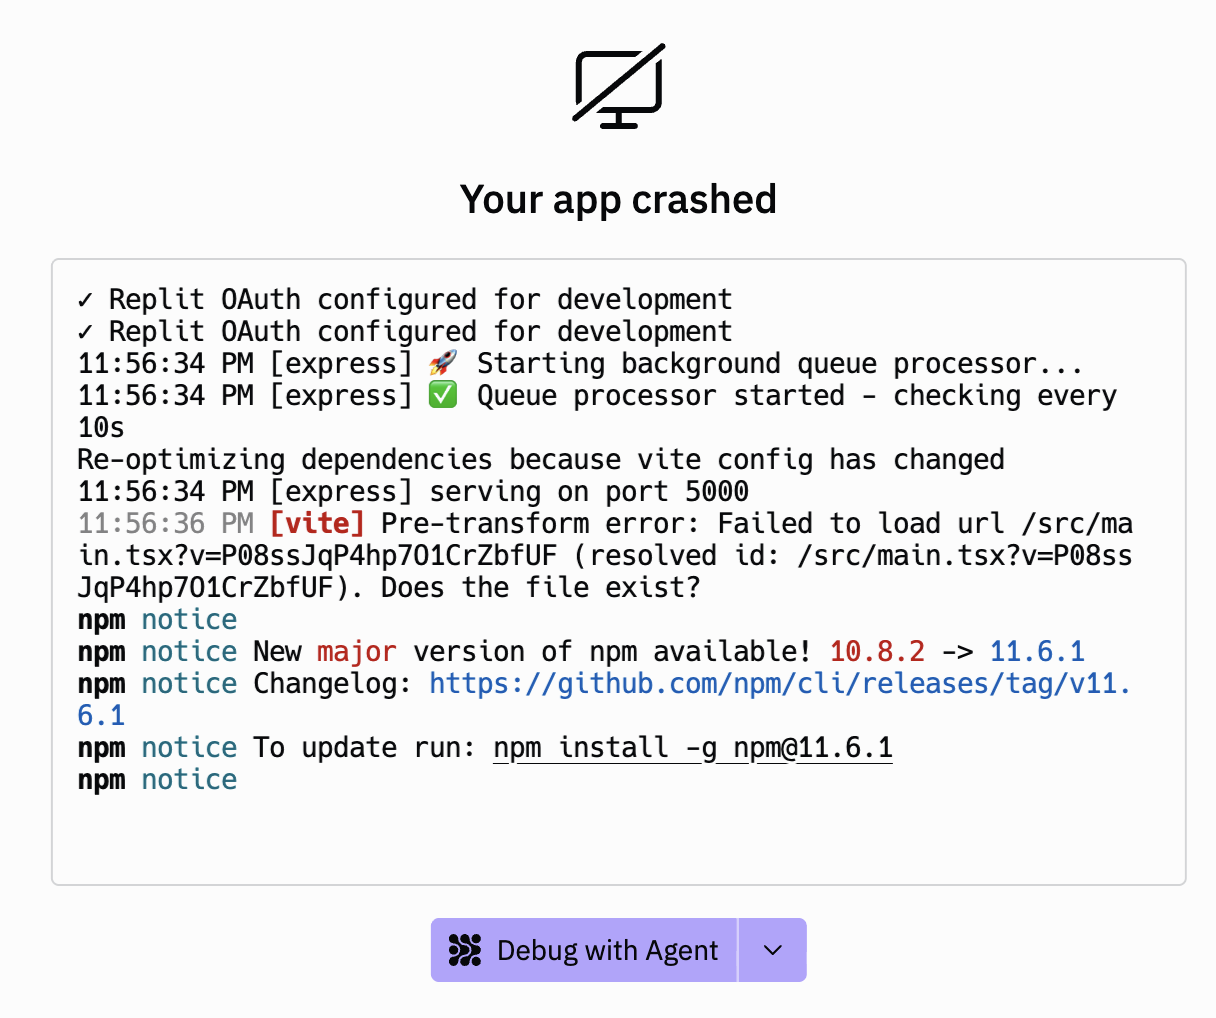 Your app crashed
✓ Replit OAuth configured for development
✓ Replit OAuth configured for development
11:56:34 PM [express] 🚀 Starting background queue processor...
11:56:34 PM [express] ✅ Queue processor started - checking every
10s
Re-optimizing dependencies because vite config has changed
11:56:34 PM [express] serving on port 5000
11:56:36 PM [vite] Pre-transform error: Failed to load url /src/ma
in.tsx?v=P08ssJqP4hp7O1CrZbfUF (resolved id: /src/main.tsx?v=P08ss
JqP4hp7O1CrZbfUF). Does the file exist?
npm notice
npm notice New major version of npm available! 10.8.2 -> 11.6.1
npm notice Changelog: https://github.com/npm/cli/releases/tag/v11.
6.1
npm notice To update run: npm install -g npm@11.6.1
npm notice
Debug with Agent